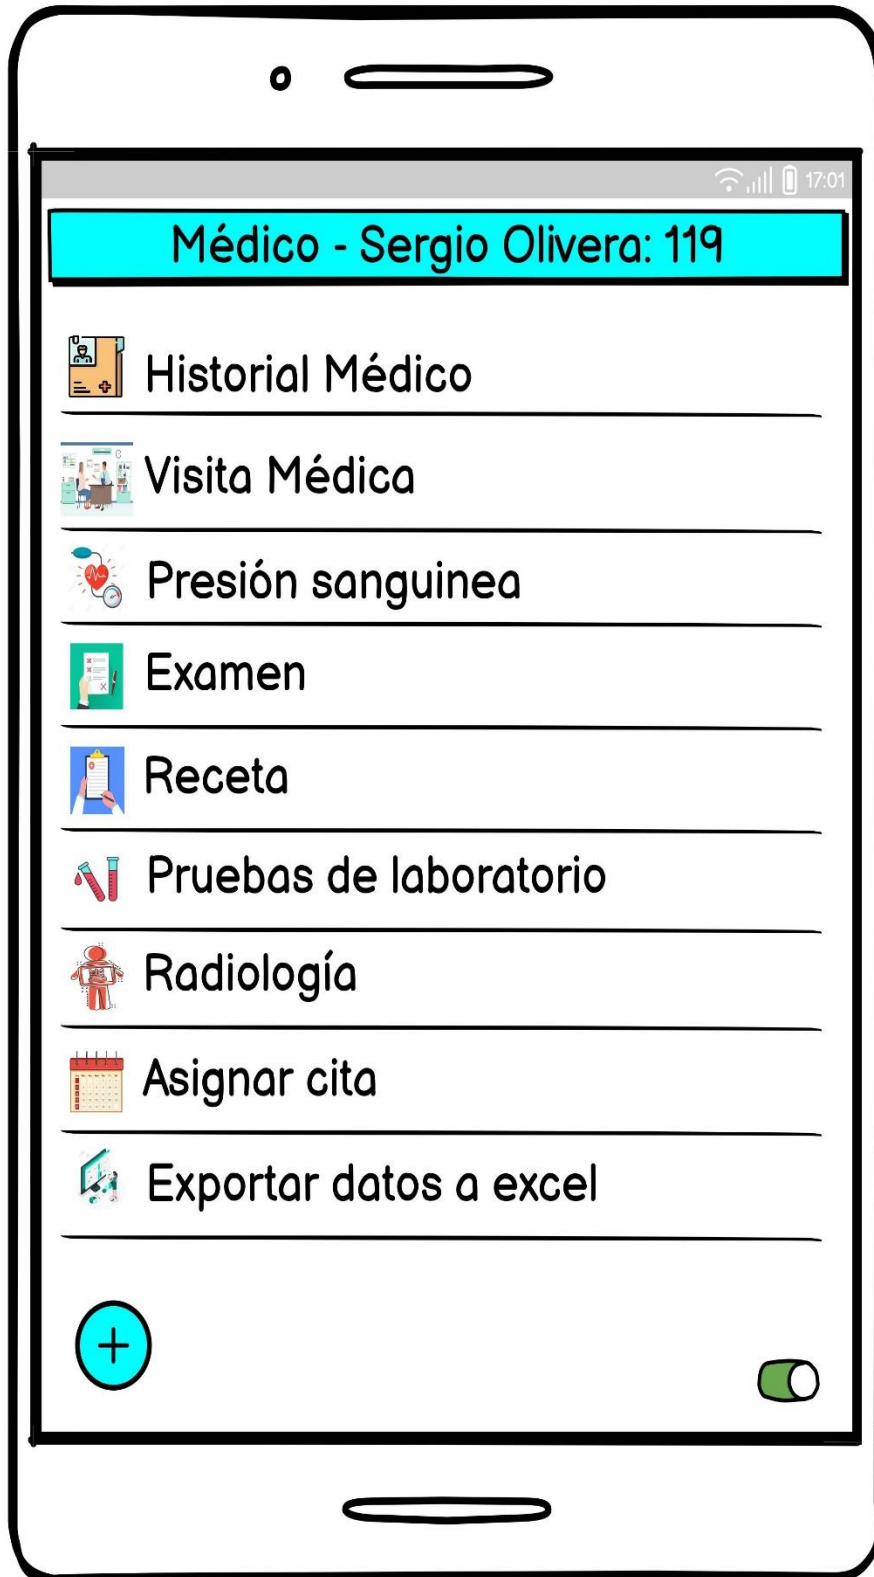 17:01
Médico - Sergio Olivera: 119
Historial Médico
Visita Médica
Presión sanguinea
Examen
Receta
Pruebas de laboratorio
Radiología
Asignar cita
Exportar datos a excel
+